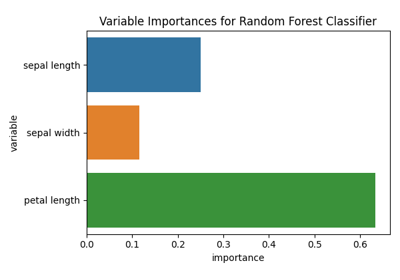 Variable Importances for Random Forest Classifier
sepal length
sepal width
petal length
variable
0.0 0.1 0.2 0.3 0.4 0.5 0.6
importance